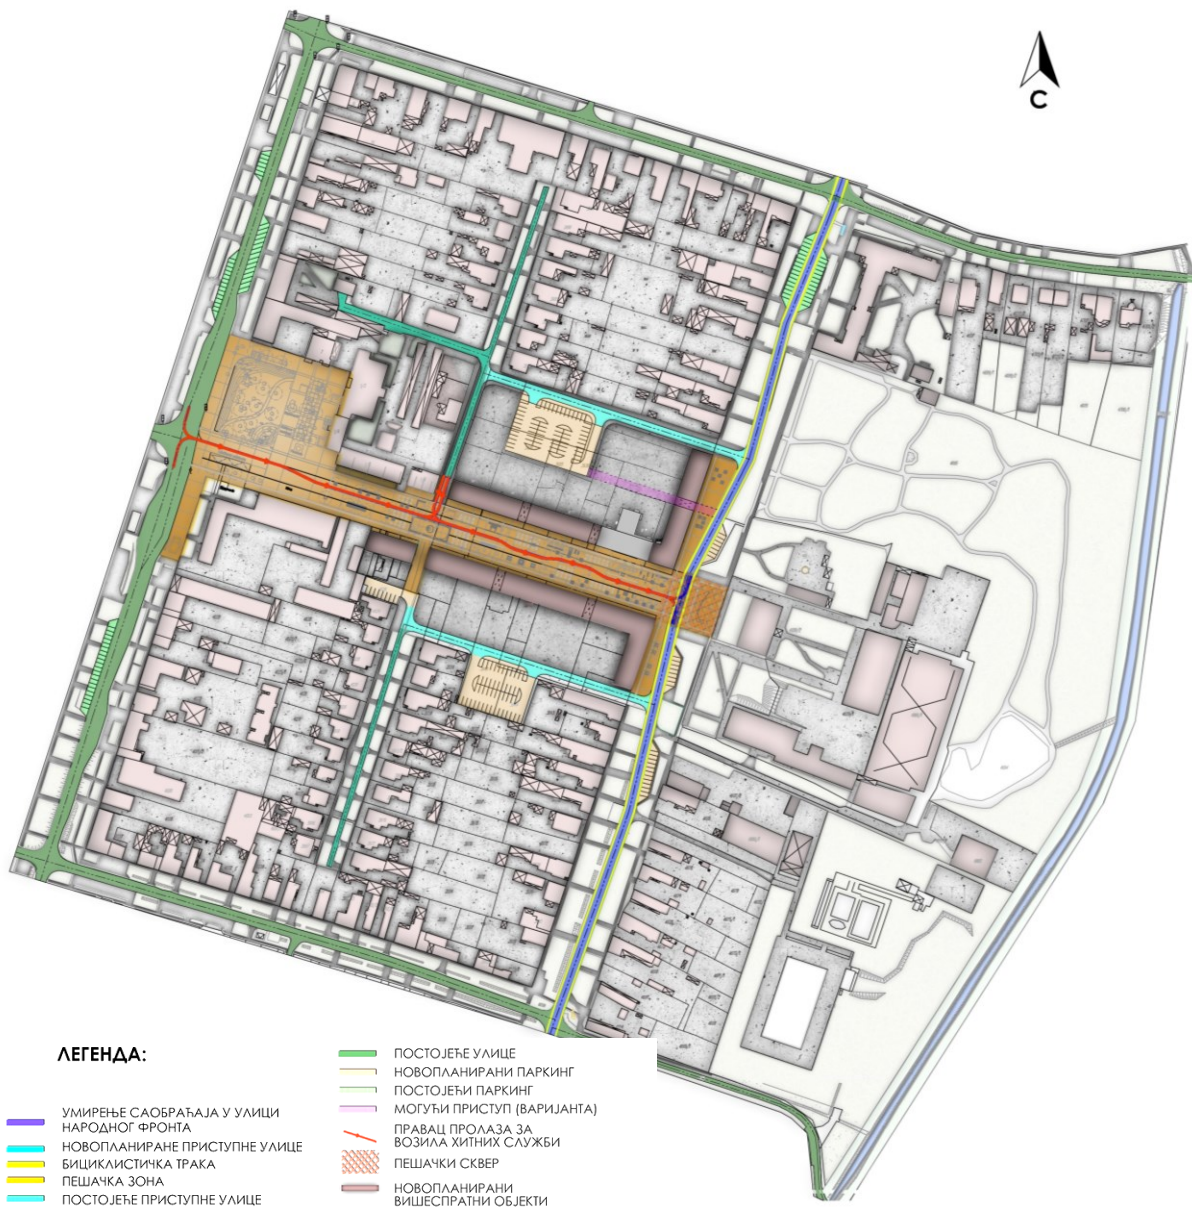 С
ЛЕГЕНДА:
УМИРЕЊЕ САОБРАЋАЈА У УЛИЦИ
НАРОДНОГ ФРОНТА
НОВОПЛАНИРАНЕ ПРИСТУПНЕ УЛИЦЕ
БИЦИКЛИСТИЧКА ТРАКА
ПЕШАЧКА ЗОНА
ПОСТОЈЕЋЕ ПРИСТУПНЕ УЛИЦЕ
ПОСТОЈЕЋЕ УЛИЦЕ
НОВОПЛАНИРАНИ ПАРКИНГ
ПОСТОЈЕЋИ ПАРКИНГ
МОГУЋИ ПРИСТУП (ВАРИЈАНТА)
ПРАВАЦ ПРОЛАЗА ЗА
ВОЗИЛА ХИТНИХ СЛУЖБИ
ПЕШАЧКИ СКВЕР
НОВОПЛАНИРАНИ
ВИШЕСПРАТНИ ОБЈЕКТИ